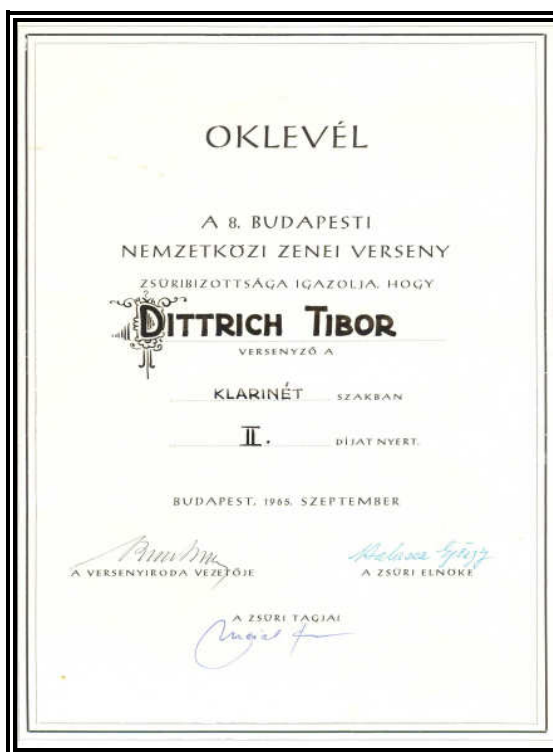 OKLEVÉL
A 8. BUDAPESTI
NEMZETKÖZI ZENEI VERSENY
ZSŰRIBIZOTTSÁGA IGAZOLJA, HOGY
DITTRICH TIBOR
VERSENYZŐ A
KLARINÉT SZAKBAN
II. DÍJAT NYERT.
BUDAPEST, 1965. SZEPTEMBER
A VERSENYIRODA VEZETŐJE A ZSŰRI ELNÖKE
A ZSŰRI TAGJAI